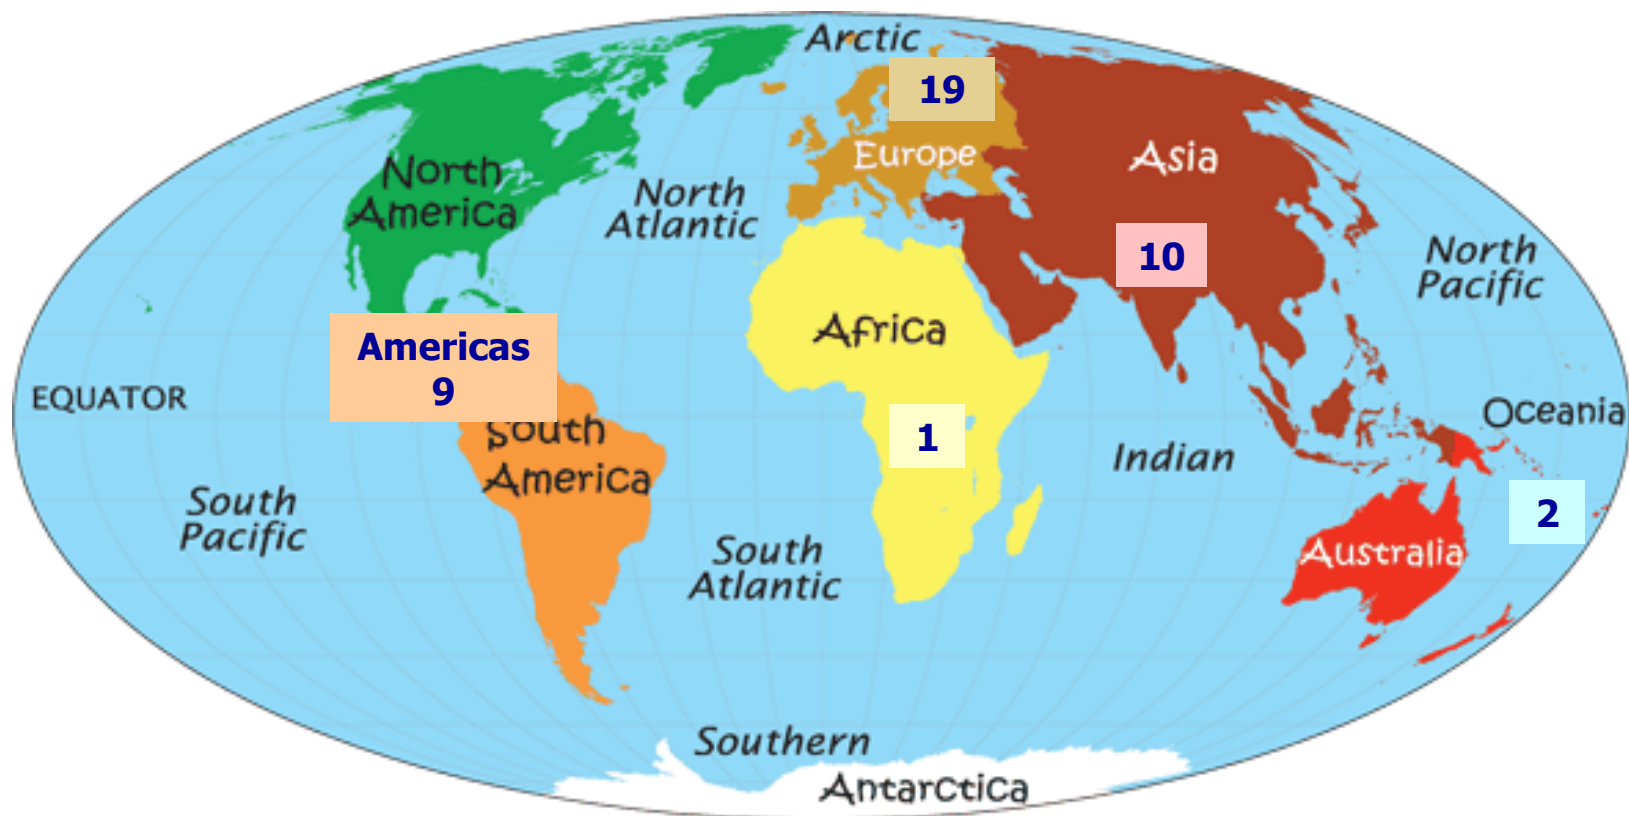 Arctic
19
Europe
Asia
North
America
North
Atlantic
10
North
Pacific
Africa
Americas
9
EQUATOR
Oceania
1
South
America
Indian
South
Pacific
2
South
Atlantic
Australia
Southern
Antarctica